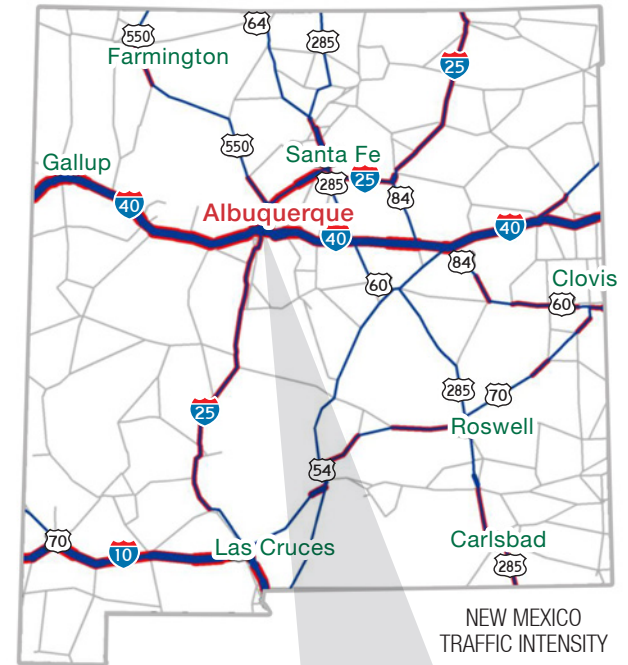 64
550
285
Farmington
25
550
Gallup
Santa Fe
285
25
84
40
Albuquerque
40
40
84
60
Clovis
60
285
70
25
Roswell
54
70
10
Las Cruces
Carlsbad
285
NEW MEXICO
TRAFFIC INTENSITY